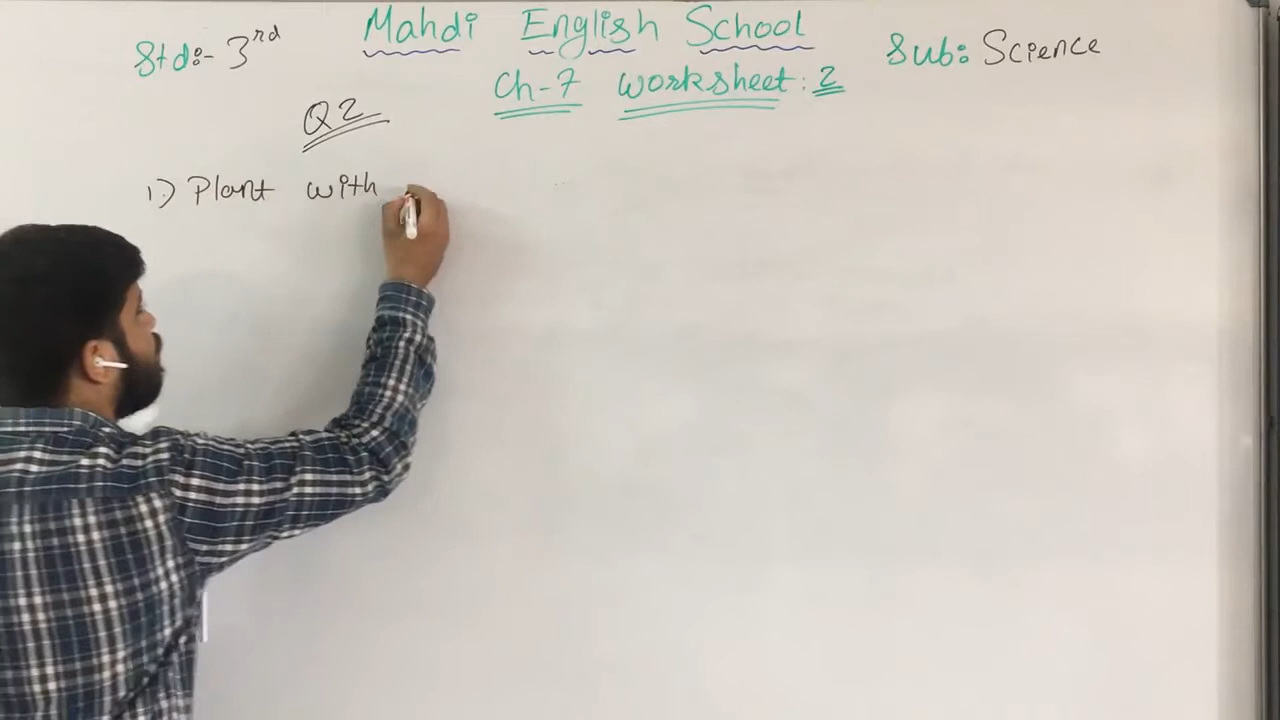 Std:- 3rd Mahdi English School Sub: Science
Ch-7 Worksheet: 2
Q2
1.) Plant with